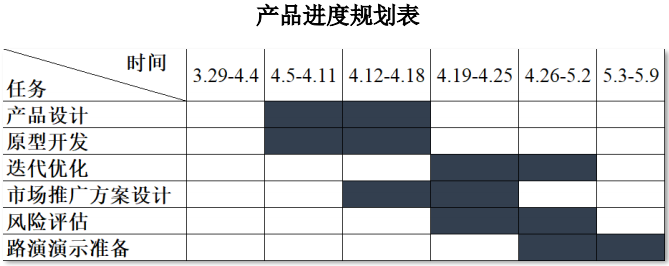 产品进度规划表
时间
任务
3.29-4.4 4.5-4.11 4.12-4.18 4.19-4.25 4.26-5.2 5.3-5.9
产品设计
原型开发
迭代优化
市场推广方案设计
风险评估
路演演示准备